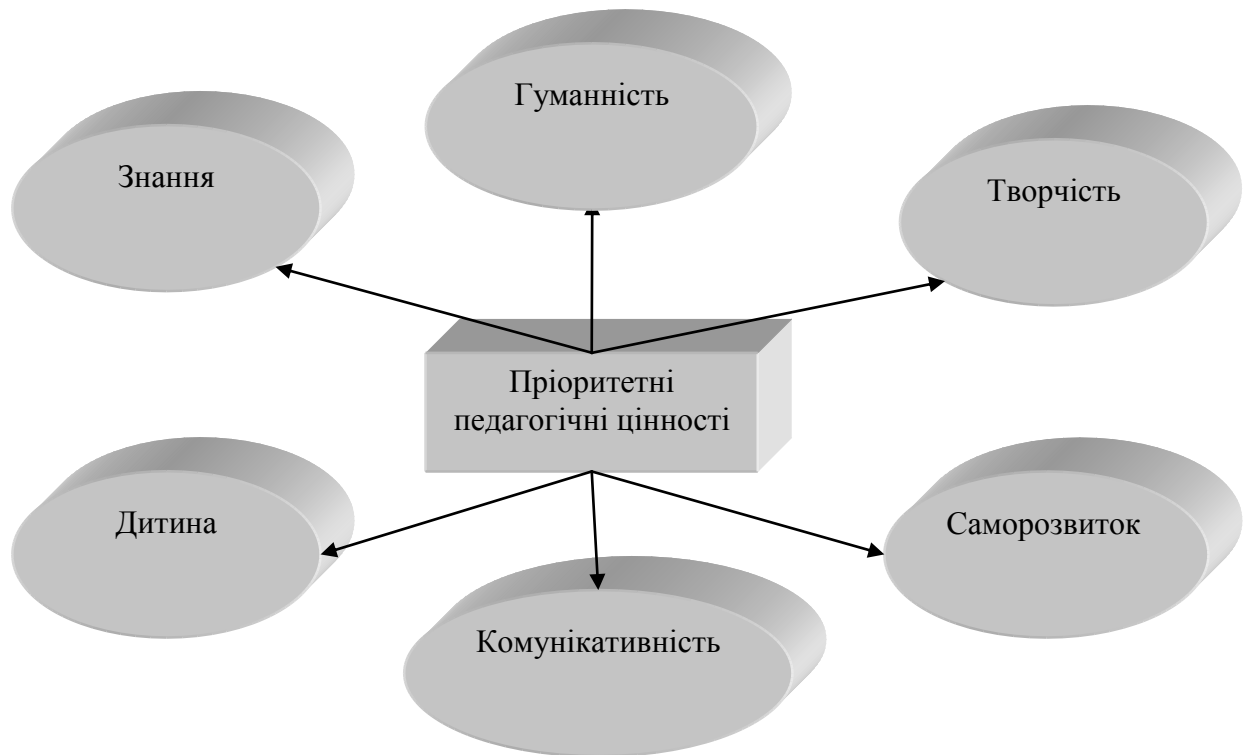 Гуманність
Знання
Творчість
Пріоритетні
педагогічні цінності
Дитина
Саморозвиток
Комунікативність